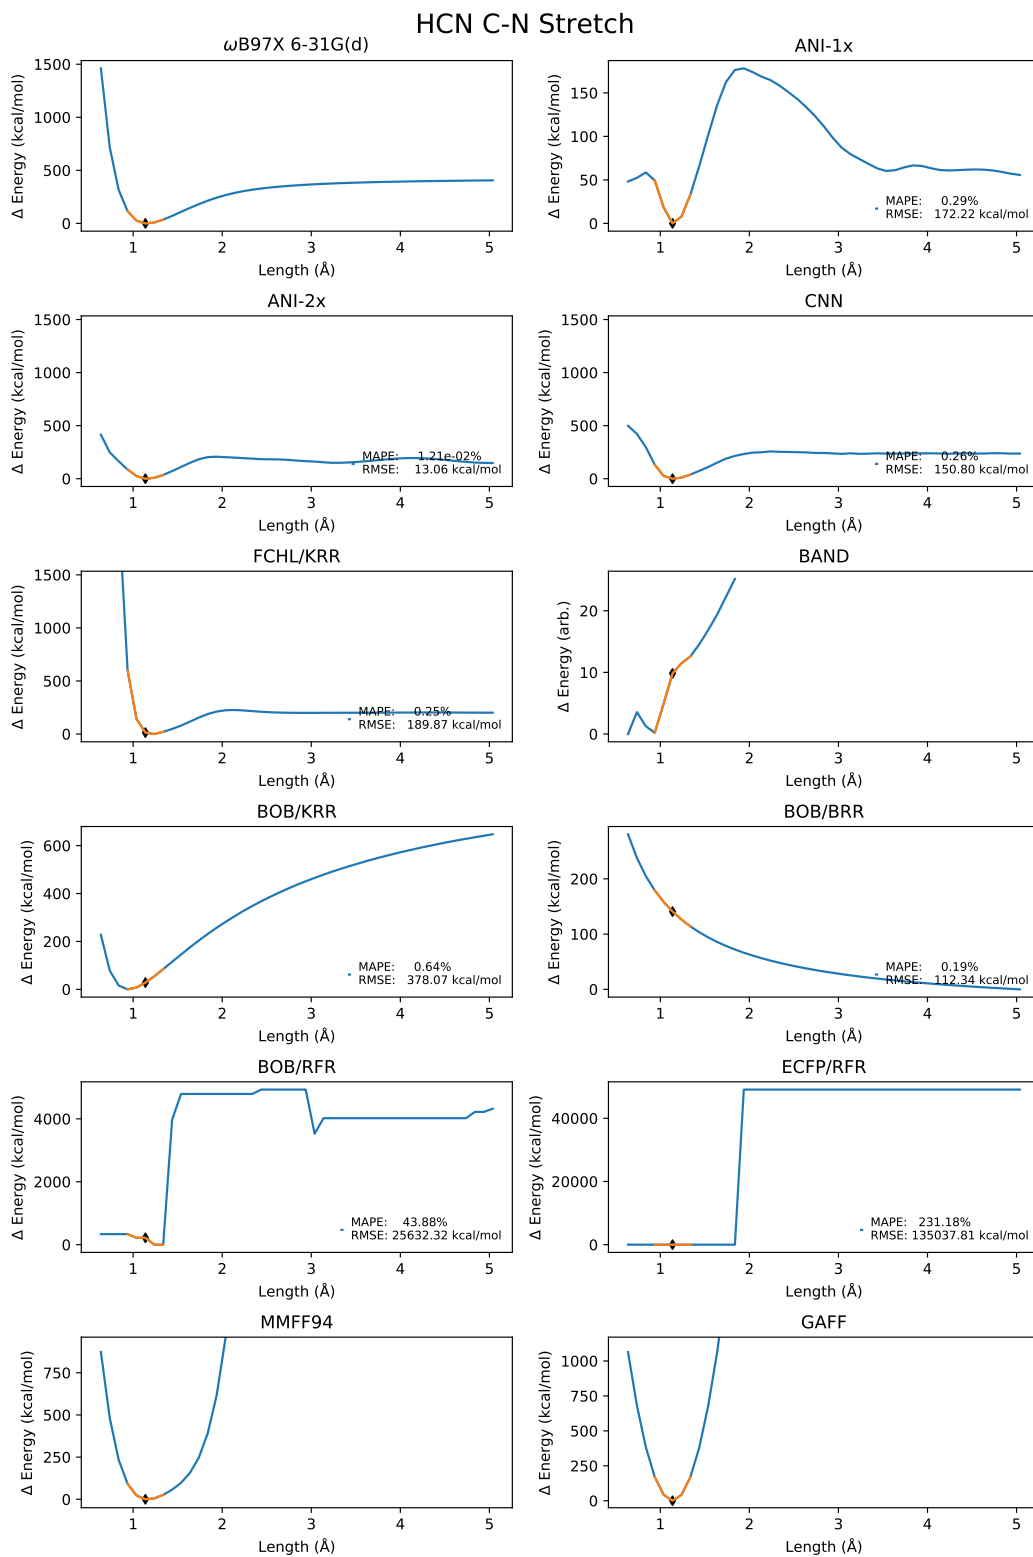 HCN C-N Stretch
ωB97X 6-31G(d)
Δ Energy (kcal/mol)
1500
1000
500
0
1 2 3 4 5
Length (Å)
ANI-1x
Δ Energy (kcal/mol)
150
100
50
0
MAPE: 0.29%
RMSE: 172.22 kcal/mol
1 2 3 4 5
Length (Å)
ANI-2x
Δ Energy (kcal/mol)
1500
1000
500
0
MAPE: 1.21e-02%
RMSE: 13.06 kcal/mol
1 2 3 4 5
Length (Å)
CNN
Δ Energy (kcal/mol)
1500
1000
500
0
MAPE: 0.26%
RMSE: 150.80 kcal/mol
1 2 3 4 5
Length (Å)
FCHL/KRR
Δ Energy (kcal/mol)
1500
1000
500
0
MAPE: 0.25%
RMSE: 189.87 kcal/mol
1 2 3 4 5
Length (Å)
BAND
Δ Energy (arb.)
20
10
0
1 2 3 4 5
Length (Å)
BOB/KRR
Δ Energy (kcal/mol)
600
400
200
0
MAPE: 0.64%
RMSE: 378.07 kcal/mol
1 2 3 4 5
Length (Å)
BOB/BRR
Δ Energy (kcal/mol)
200
100
0
MAPE: 0.19%
RMSE: 112.34 kcal/mol
1 2 3 4 5
Length (Å)
BOB/RFR
Δ Energy (kcal/mol)
4000
2000
0
MAPE: 43.88%
RMSE: 25632.32 kcal/mol
1 2 3 4 5
Length (Å)
ECFP/RFR
Δ Energy (kcal/mol)
40000
20000
0
MAPE: 231.18%
RMSE: 135037.81 kcal/mol
1 2 3 4 5
Length (Å)
MMFF94
Δ Energy (kcal/mol)
750
500
250
0
1 2 3 4 5
Length (Å)
GAFF
Δ Energy (kcal/mol)
1000
750
500
250
0
1 2 3 4 5
Length (Å)